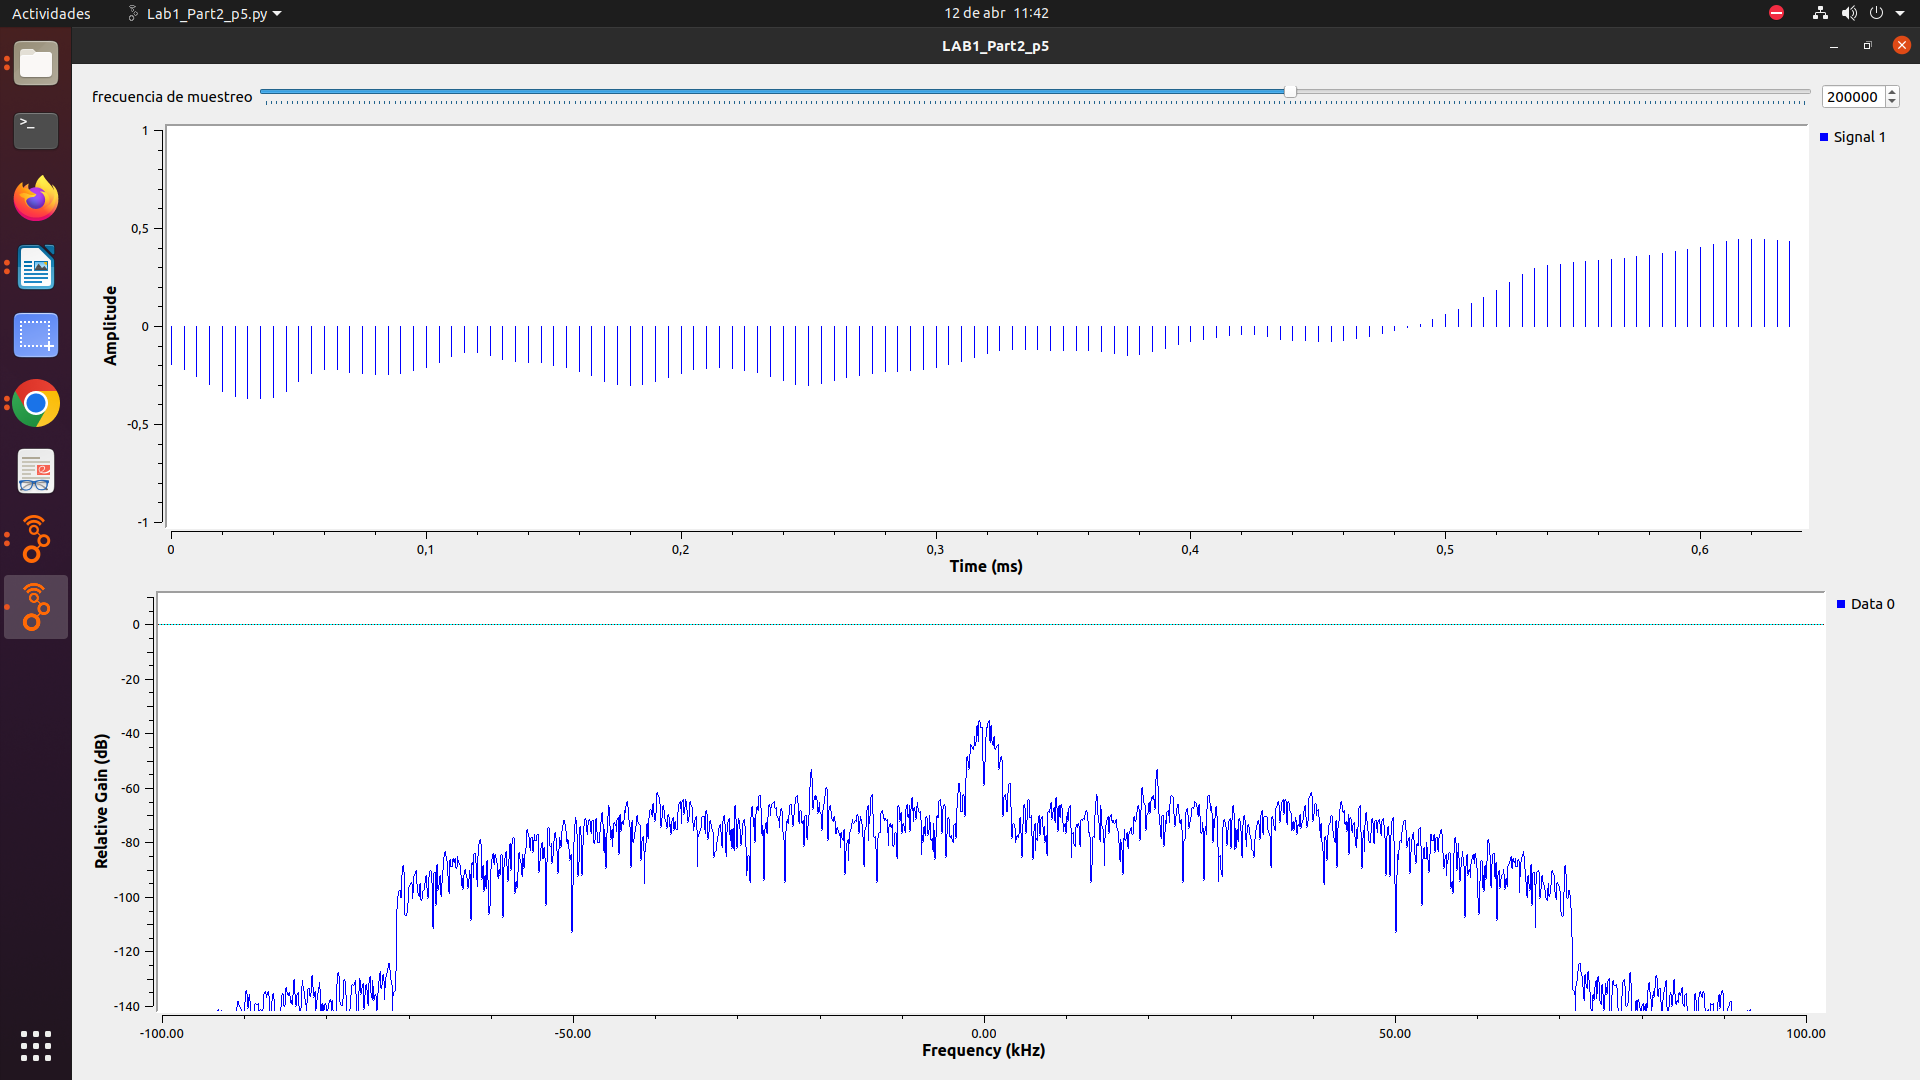 Actividades
Lab1_Part2_p5.py
12 de abr 11:42
LAB1_Part2_p5
frecuencia de muestreo
200000
Signal 1
1
0,5
0
-0,5
-1
Amplitude
0
0,1
0,2
0,3
0,4
0,5
0,6
Time (ms)
Data 0
0
-20
-40
-60
-80
-100
-120
-140
Relative Gain (dB)
-100.00
-50.00
0.00
50.00
100.00
Frequency (kHz)